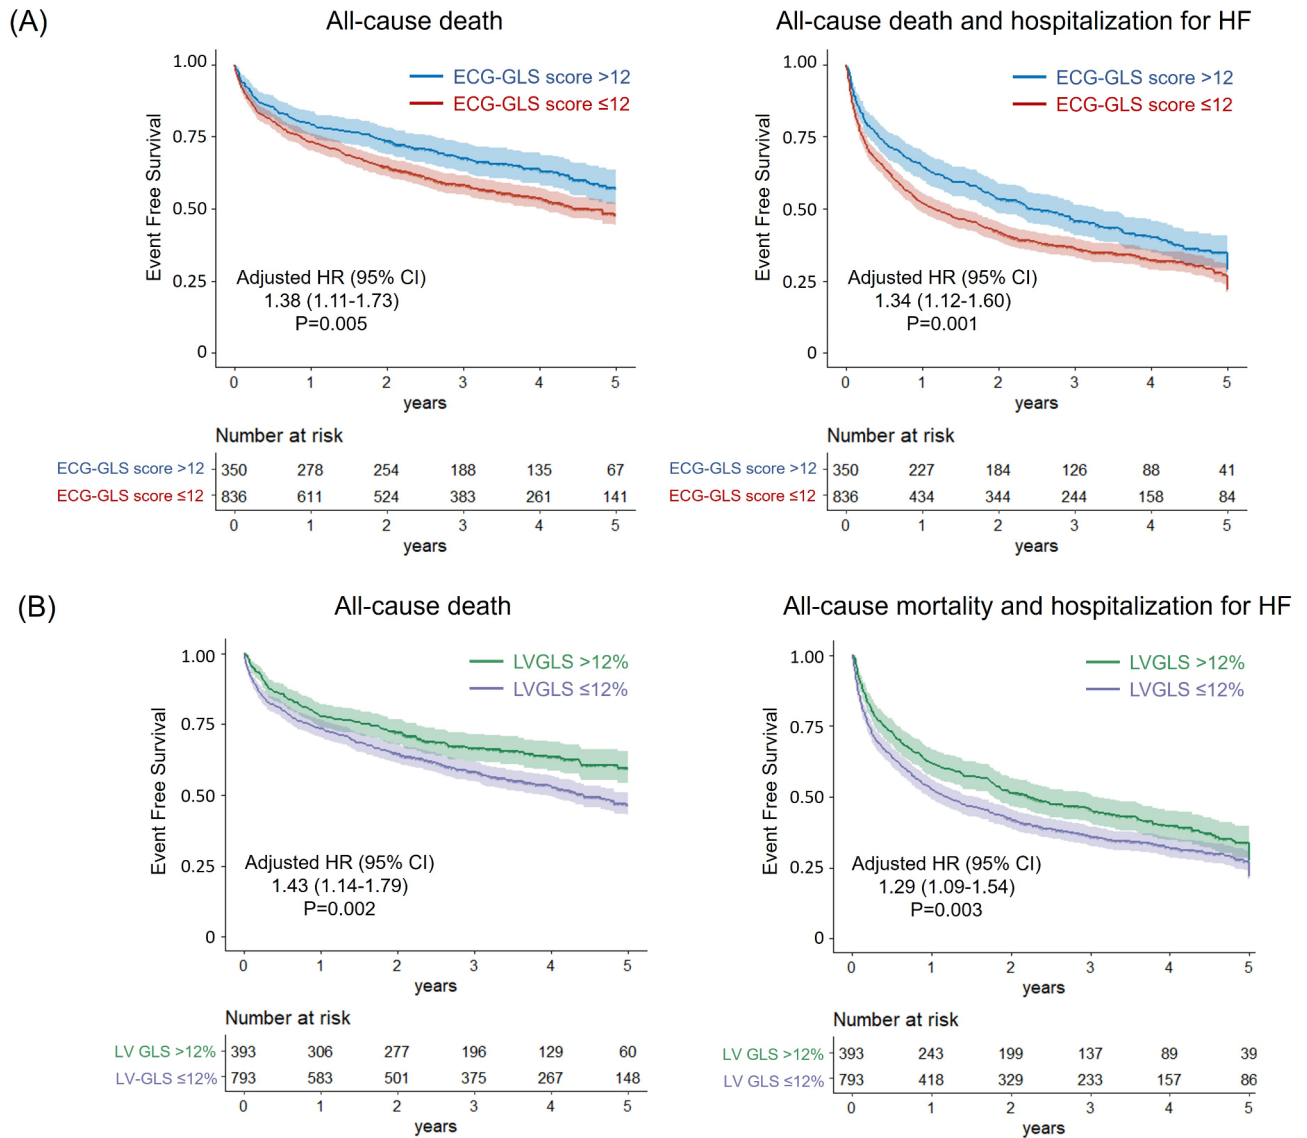 (A)
All-cause death
1.00
0.75
0.50
0.25
0
Event Free Survival
ECG-GLS score >12
ECG-GLS score ≤12
Adjusted HR (95% CI)
1.38 (1.11-1.73)
P=0.005
0 1 2 3 4 5
years
Number at risk
ECG-GLS score >12 350 278 254 188 135 67
ECG-GLS score ≤12 836 611 524 383 261 141
0 1 2 3 4 5
years
All-cause death and hospitalization for HF
1.00
0.75
0.50
0.25
0
Event Free Survival
ECG-GLS score >12
ECG-GLS score ≤12
Adjusted HR (95% CI)
1.34 (1.12-1.60)
P=0.001
0 1 2 3 4 5
years
Number at risk
ECG-GLS score >12 350 227 184 126 88 41
ECG-GLS score ≤12 836 434 344 244 158 84
0 1 2 3 4 5
years
(B)
All-cause death
1.00
0.75
0.50
0.25
0
Event Free Survival
LVGLS >12%
LVGLS ≤12%
Adjusted HR (95% CI)
1.43 (1.14-1.79)
P=0.002
0 1 2 3 4 5
years
Number at risk
LV GLS >12% 393 306 277 196 129 60
LV-GLS ≤12% 793 583 501 375 267 148
0 1 2 3 4 5
years
All-cause mortality and hospitalization for HF
1.00
0.75
0.50
0.25
0
Event Free Survival
LVGLS >12%
LVGLS ≤12%
Adjusted HR (95% CI)
1.29 (1.09-1.54)
P=0.003
0 1 2 3 4 5
years
Number at risk
LV GLS >12% 393 243 199 137 89 39
LV GLS ≤12% 793 418 329 233 157 86
0 1 2 3 4 5
years